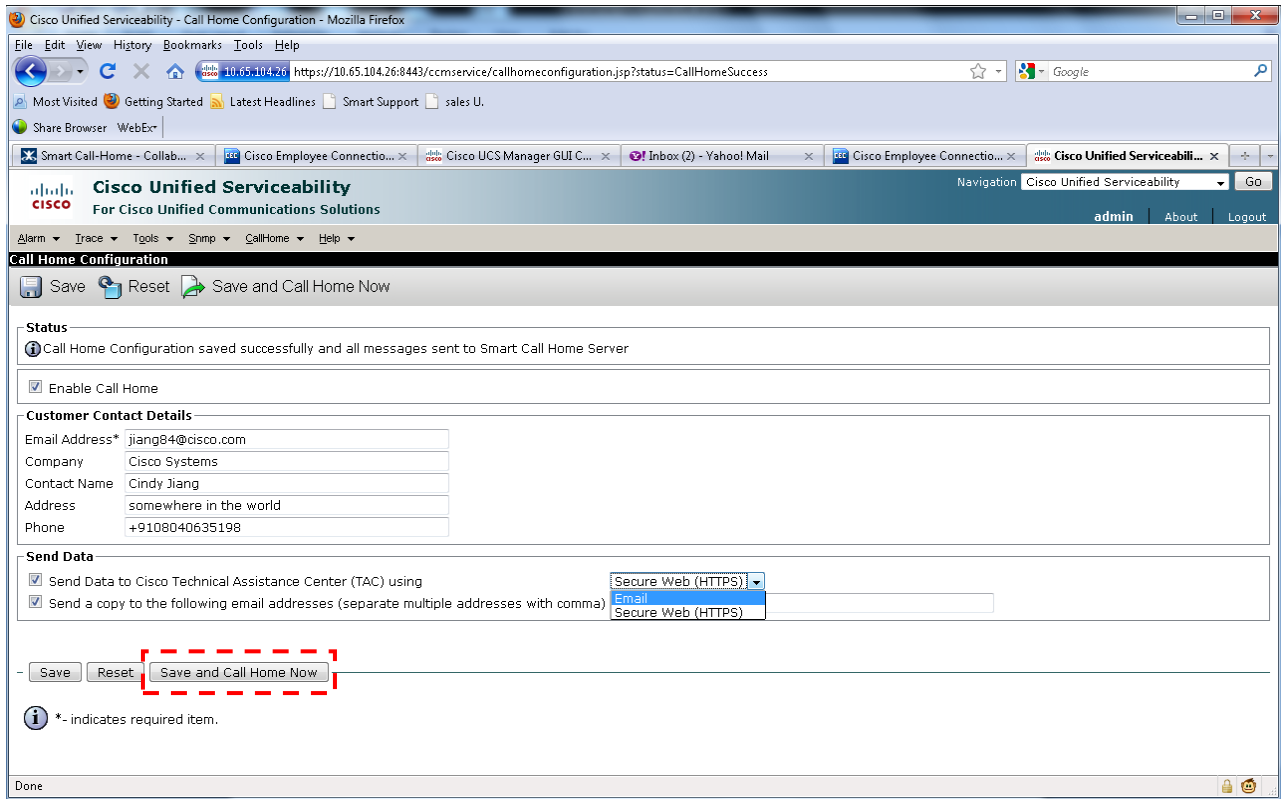 Cisco Unified Serviceability - Call Home Configuration - Mozilla Firefox
File Edit View History Bookmarks Tools Help
cisco 10.65.104.26 https://10.65.104.26:8443/ccmservice/callhomeconfiguration.jsp?status=CallHomeSuccess Google
Most Visited Getting Started Latest Headlines Smart Support sales U.
Share Browser WebEx
Smart Call-Home - Collab... CEC Cisco Employee Connectio... cisco Cisco UCS Manager GUI C... Y! Inbox (2) - Yahoo! Mail CEC Cisco Employee Connectio... cisco Cisco Unified Serviceabili...
cisco Cisco Unified Serviceability Navigation Cisco Unified Serviceability Go
For Cisco Unified Communications Solutions
admin About Logout
Alarm Trace Tools Snmp CallHome Help
Call Home Configuration
Save Reset Save and Call Home Now
Status
Call Home Configuration saved successfully and all messages sent to Smart Call Home Server
Enable Call Home
Customer Contact Details
Email Address* jiang84@cisco.com
Company Cisco Systems
Contact Name Cindy Jiang
Address somewhere in the world
Phone +9108040635198
Send Data
Send Data to Cisco Technical Assistance Center (TAC) using Secure Web (HTTPS)
Send a copy to the following email addresses (separate multiple addresses with comma) Email
Secure Web (HTTPS)
Save Reset Save and Call Home Now
*- indicates required item.
Done